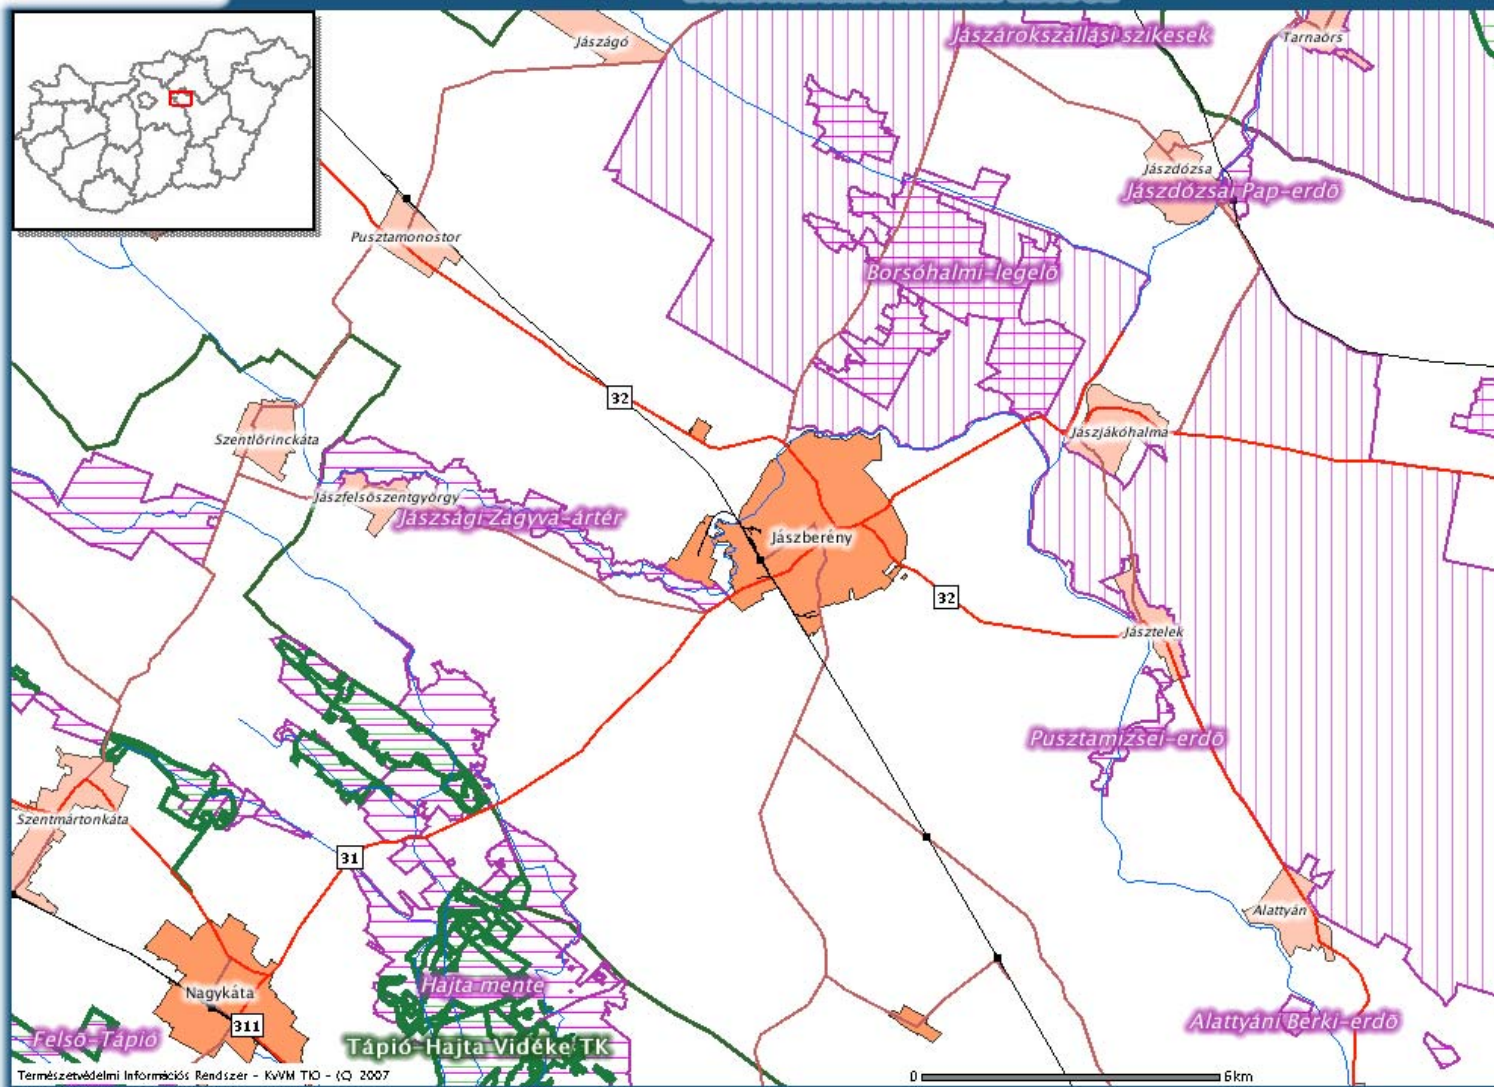 Jászágó
Jászárokszállási szikesek
Tarnaörs
Jászdózsa
Jászdózsai Pap-erdő
Pusztamonostor
Borsóhalmi-legelő
32
Szentlőrinckáta
Jászjákóhalma
Jászfelsőszentgyörgy
Jászsági Zagyva-ártér
Jászberény
32
Jásztelek
Pusztamizsei-erdő
Szentmártonkáta
31
Alattyán
Hajta mente
Nagykáta
311
Felső-Tápió
Tápió-Hajta Vidéke TK
Alattyáni Berki-erdő
Természetvédelmi Információs Rendszer - KvVM TIO - (C) 2007
0 6km